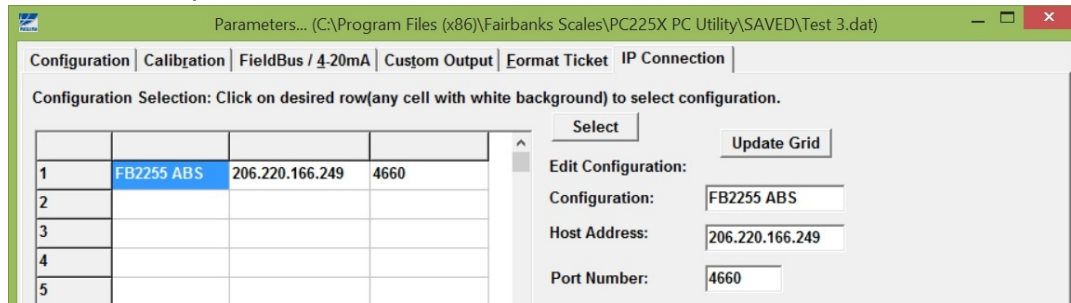 Parameters... (C:\Program Files (x86)\Fairbanks Scales\PC225X PC Utility\SAVED\Test 3.dat)
Configuration Calibration FieldBus / 4-20mA Custom Output Format Ticket IP Connection
Configuration Selection: Click on desired row(any cell with white background) to select configuration.
Select
Update Grid
1 FB2255 ABS 206.220.166.249 4660
2
3
4
5
Edit Configuration:
Configuration: FB2255 ABS
Host Address: 206.220.166.249
Port Number: 4660